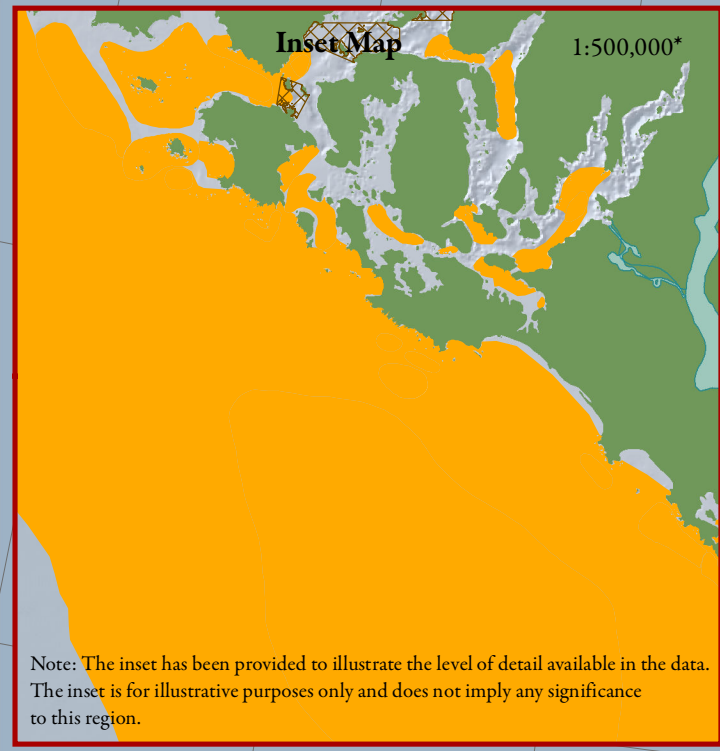 Inset Map
1:500,000*
Note: The inset has been provided to illustrate the level of detail available in the data.
The inset is for illustrative purposes only and does not imply any significance
to this region.